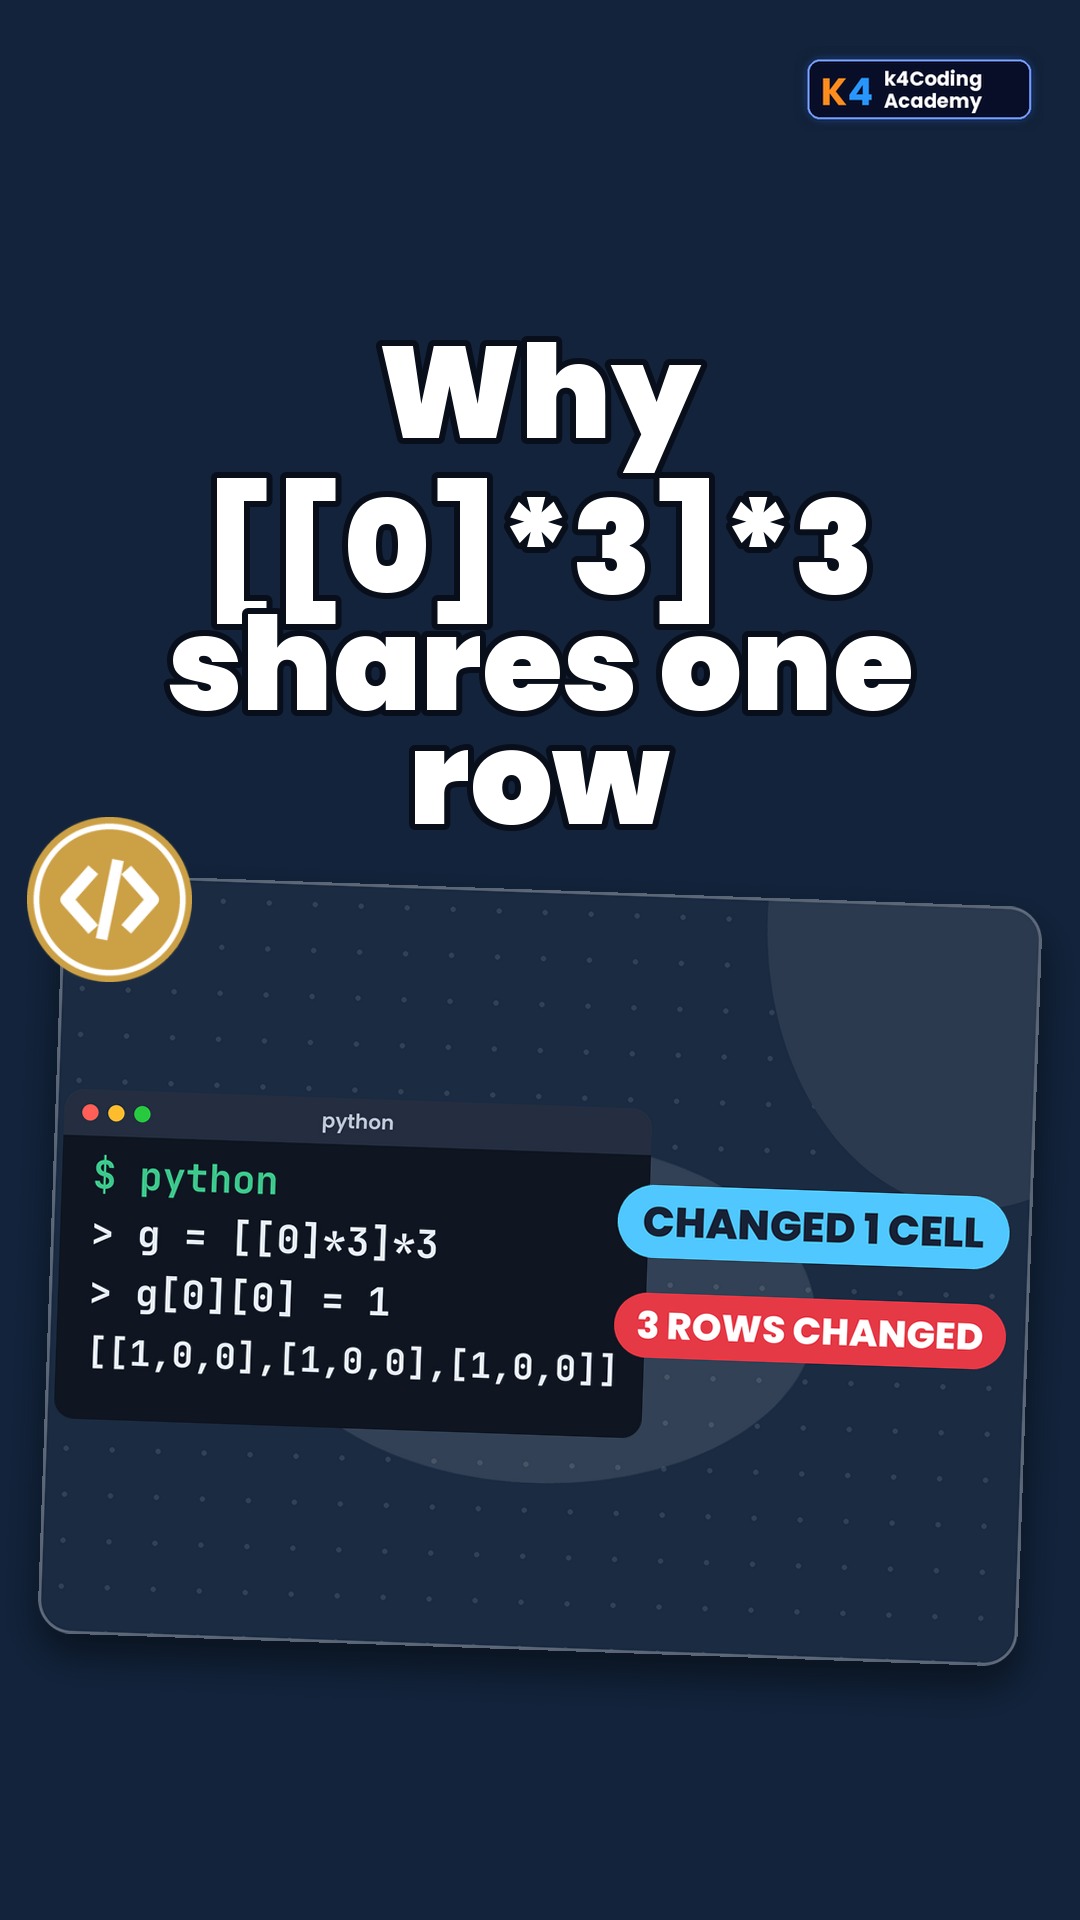 K4 k4Coding
Academy
Why
[[0]*3]*3
shares one
row
</>
python
$ python
> g = [[0]*3]*3
> g[0][0] = 1
[[1,0,0],[1,0,0],[1,0,0]]
CHANGED 1 CELL
3 ROWS CHANGED